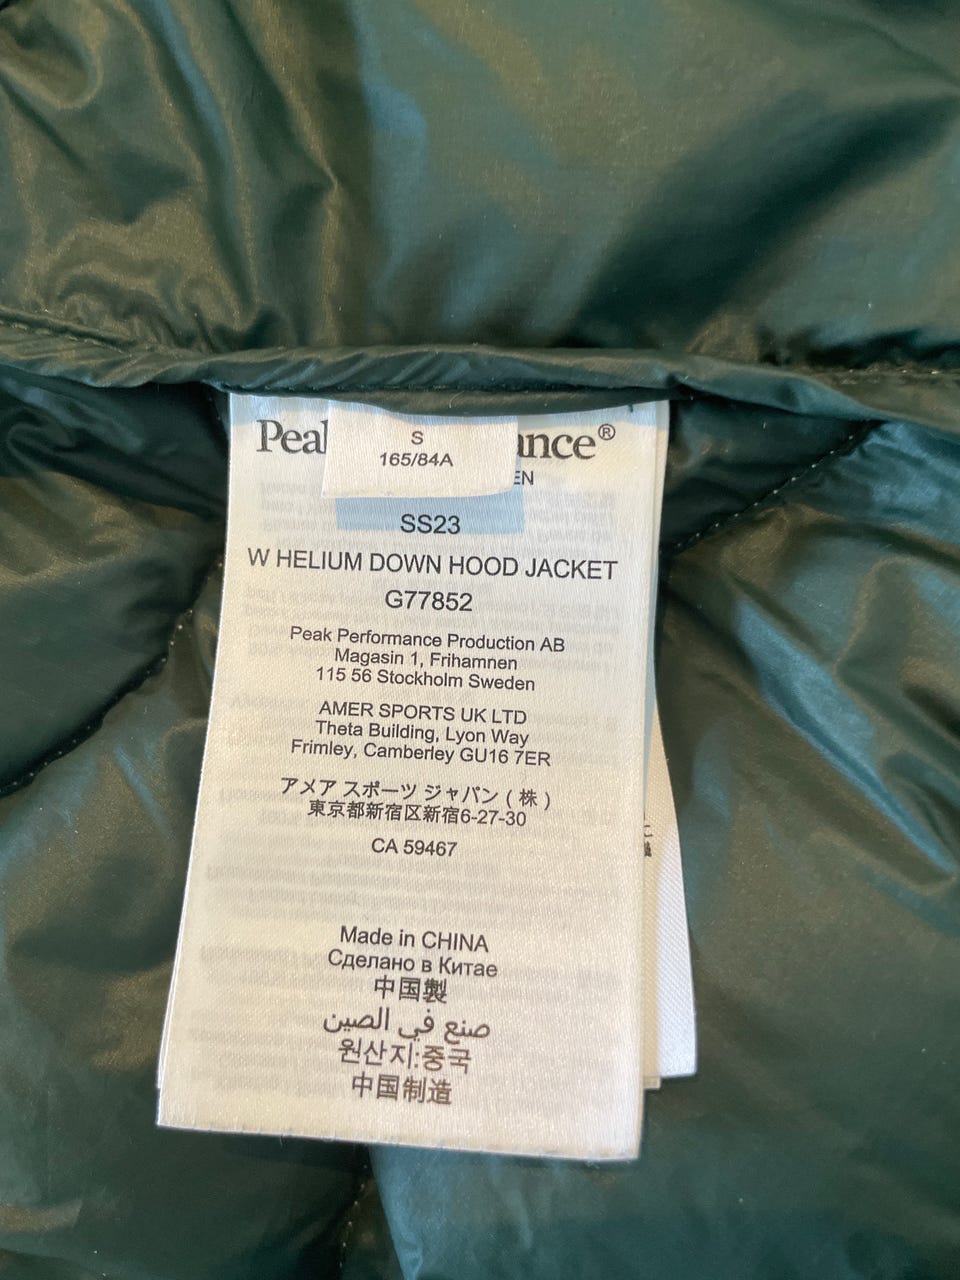 Peal
ance®
S
165/84A
EN
SS23
W HELIUM DOWN HOOD JACKET
G77852
Peak Performance Production AB
Magasin 1, Frihamnen
115 56 Stockholm Sweden
AMER SPORTS UK LTD
Theta Building, Lyon Way
Frimley, Camberley GU16 7ER
アメア スポーツ ジャパン ( 株 )
東京都新宿区新宿6-27-30
CA 59467
Made in CHINA
Сделано в Китае
中国製
صنع في الصين
원산지:중국
中国制造